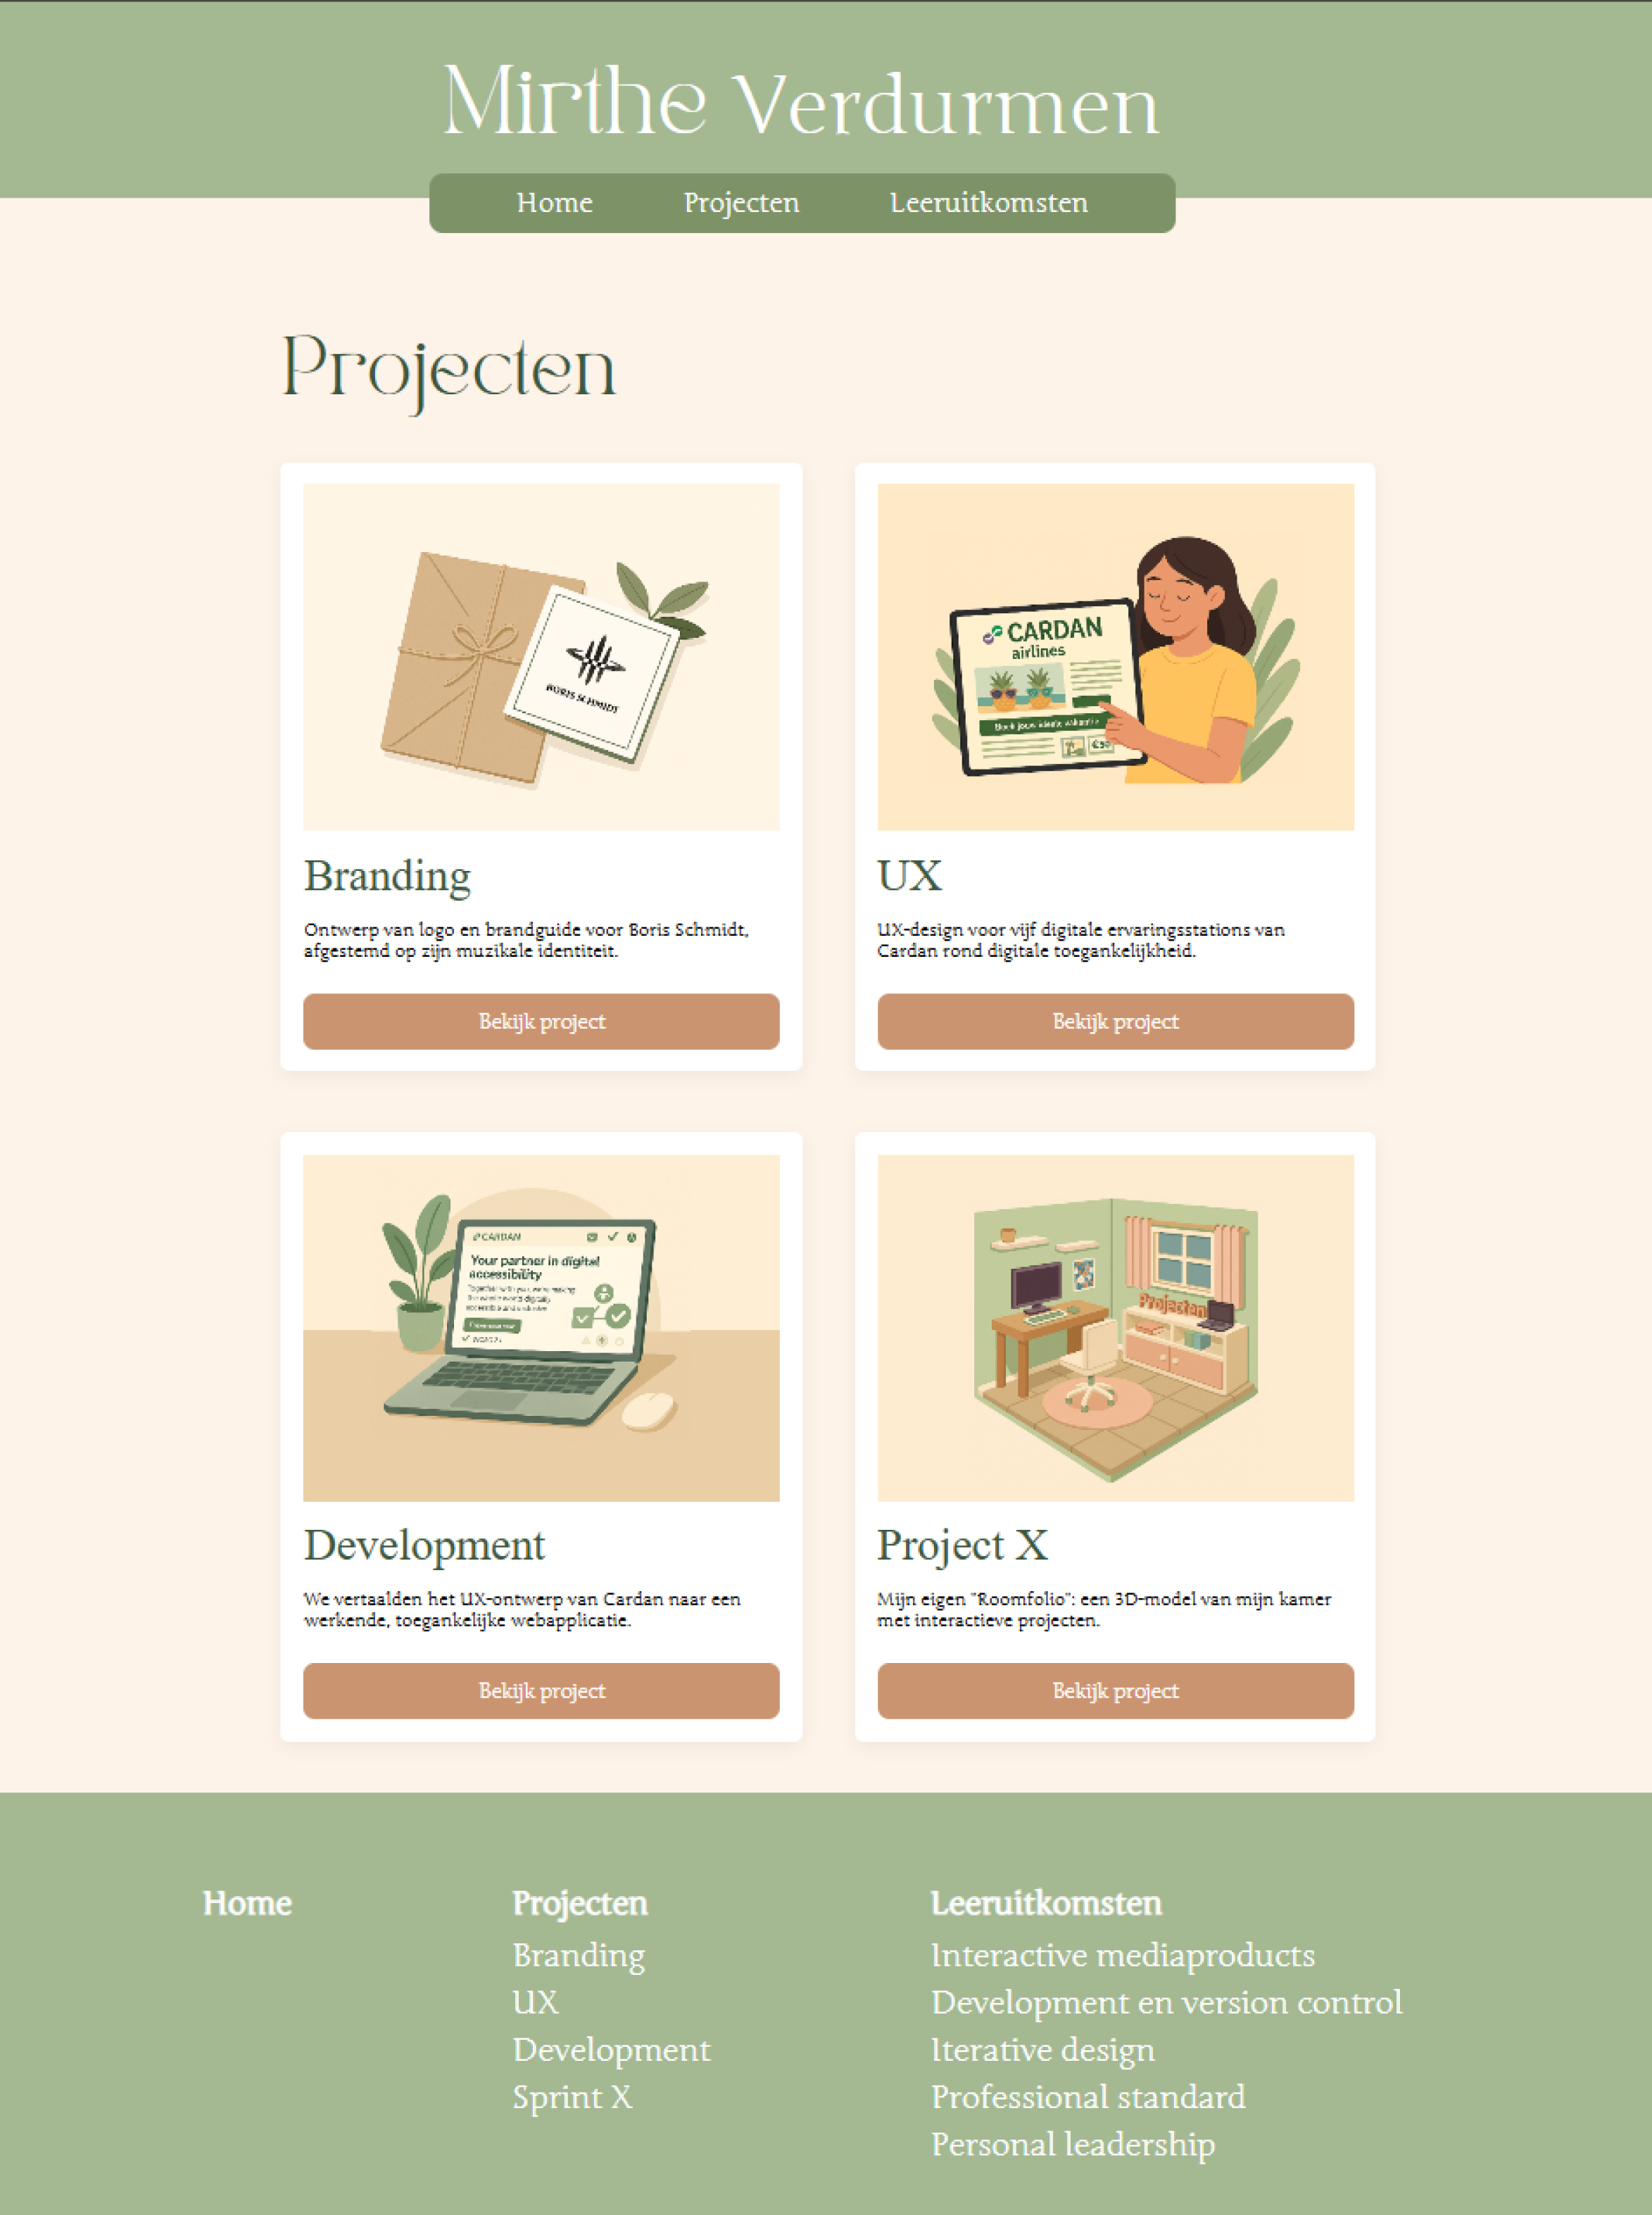 Mirthe Verdurmen
Home Projecten Leeruitkomsten
Projecten
BORIS SCHMIDT
CARDAN
airlines
Boek jouw ideale vakantie
Branding
Ontwerp van logo en brandguide voor Boris Schmidt,
afgestemd op zijn muzikale identiteit.
Bekijk project
UX
UX-design voor vijf digitale ervaringsstations van
Cardan rond digitale toegankelijkheid.
Bekijk project
CARDAN
Your partner in digital
accessibility
Projecten
Development
We vertaalden het UX-ontwerp van Cardan naar een
werkende, toegankelijke webapplicatie.
Bekijk project
Project X
Mijn eigen "Roomfolio": een 3D-model van mijn kamer
met interactieve projecten.
Bekijk project
Home
Projecten
Branding
UX
Development
Sprint X
Leeruitkomsten
Interactive mediaproducts
Development en version control
Iterative design
Professional standard
Personal leadership